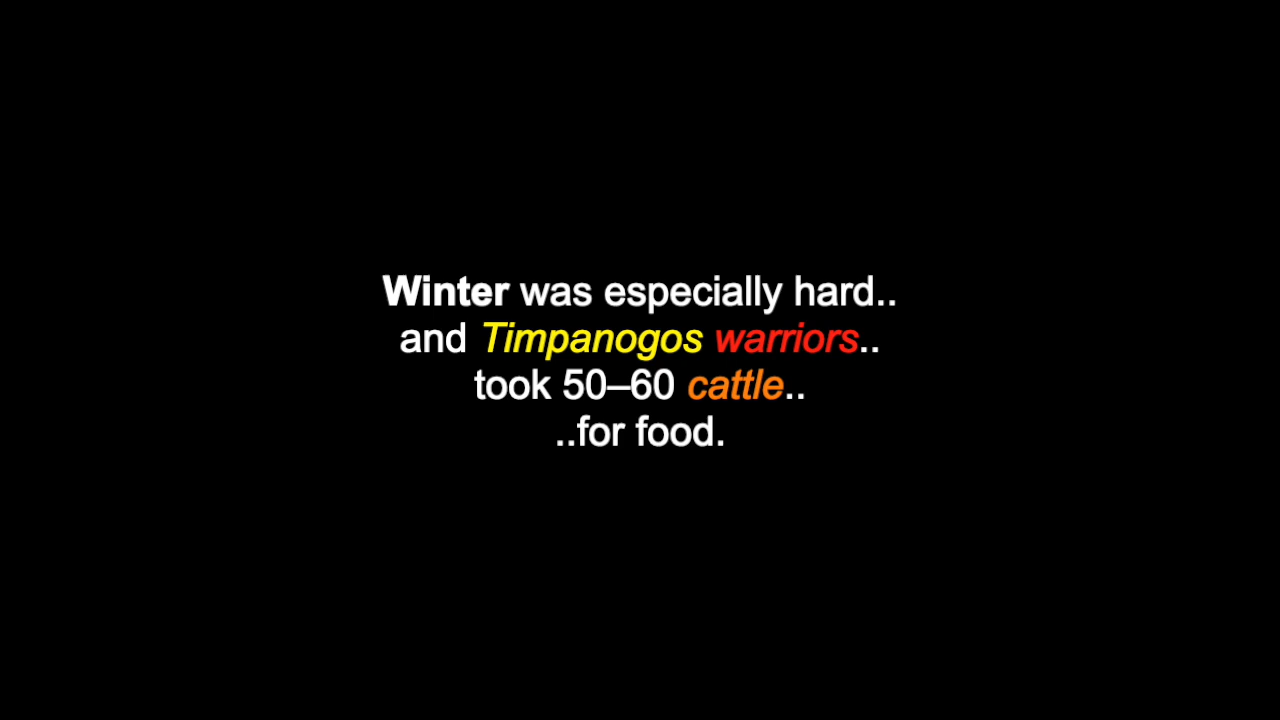 Winter was especially hard..
and Timpanogos warriors..
took 50–60 cattle..
..for food.